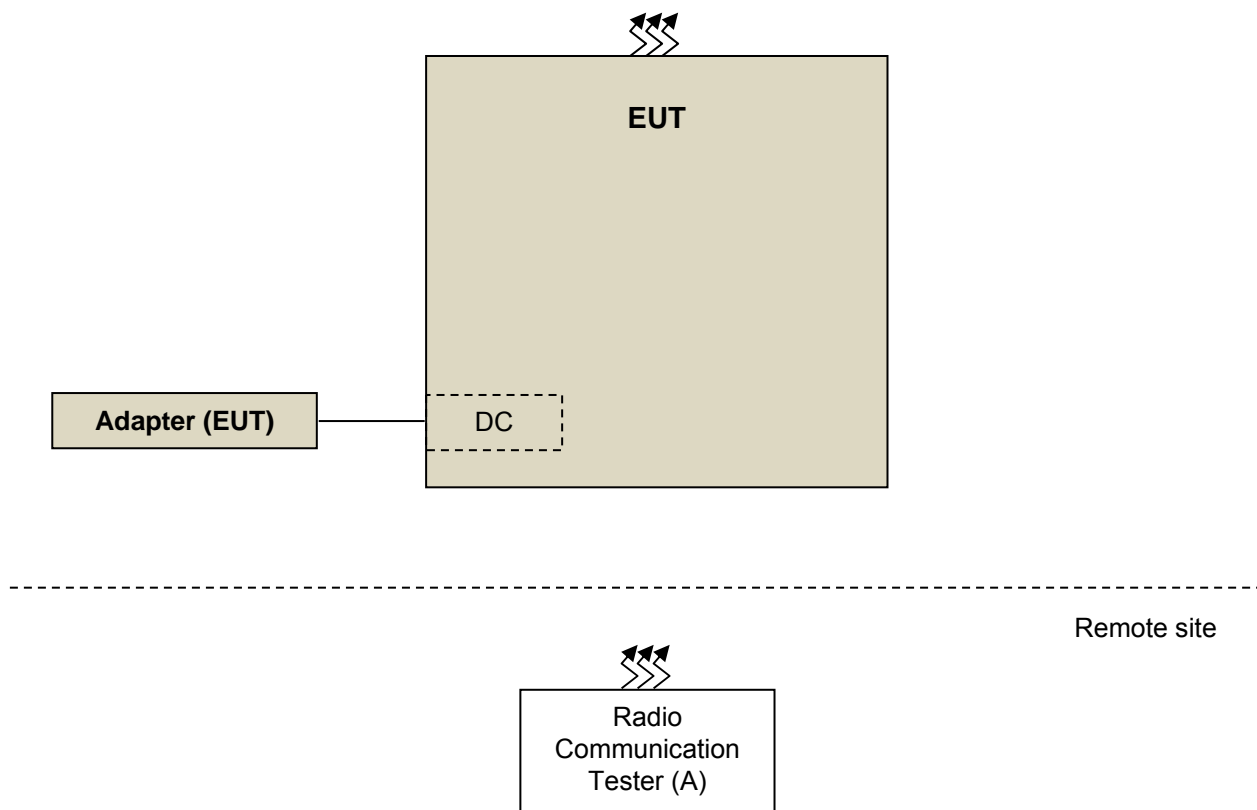 EUT
Adapter (EUT)
DC
Remote site
Radio
Communication
Tester (A)